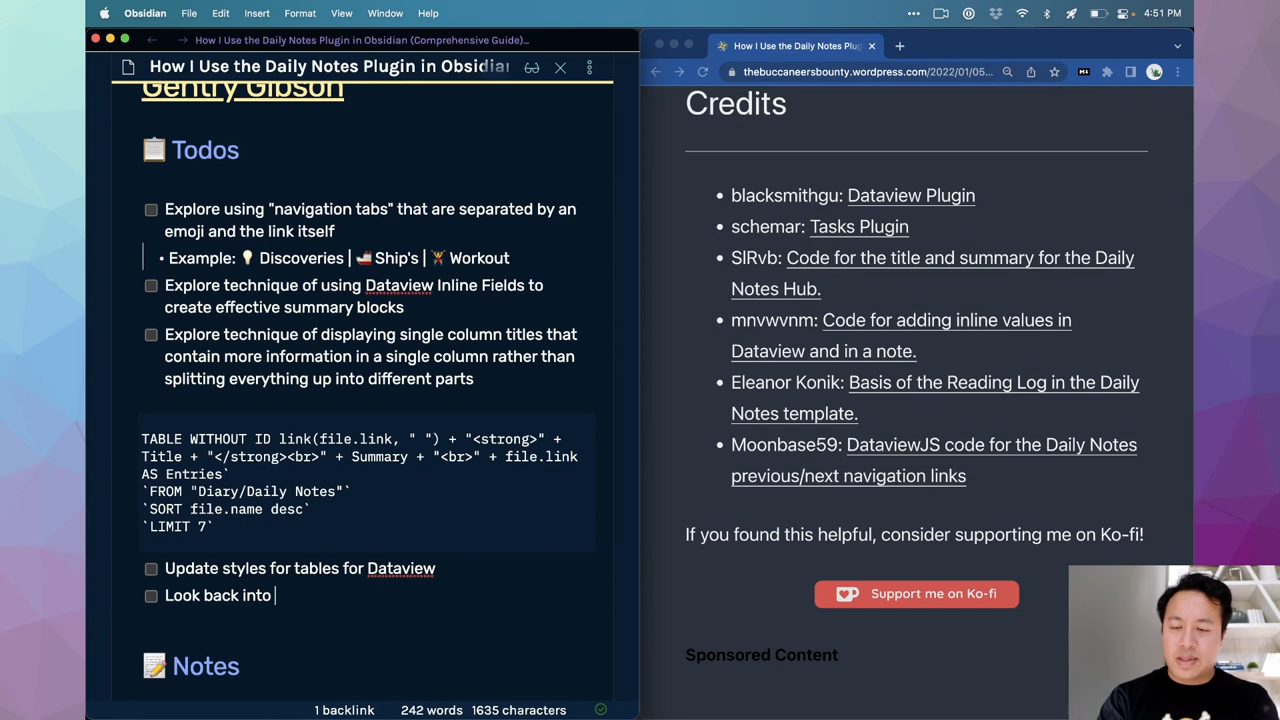 Obsidian File Edit Insert Format View Window Help
4:51 PM
How I Use the Daily Notes Plugin in Obsidian (Comprehensive Guide)...
How I Use the Daily Notes Plugin in Obsidian
Gentry Gibson
📋 Todos
Explore using "navigation tabs" that are separated by an
emoji and the link itself
• Example: 💡 Discoveries | 🚢 Ship's | 🏋 Workout
Explore technique of using Dataview Inline Fields to
create effective summary blocks
Explore technique of displaying single column titles that
contain more information in a single column rather than
splitting everything up into different parts
TABLE WITHOUT ID link(file.link, " ") + "<strong>" +
Title + "</strong><br>" + Summary + "<br>" + file.link
AS Entries`
`FROM "Diary/Daily Notes"`
`SORT file.name desc`
`LIMIT 7`
Update styles for tables for Dataview
Look back into
📝 Notes
1 backlink 242 words 1635 characters
How I Use the Daily Notes Plug
thebuccaneersbounty.wordpress.com/2022/01/05...
Credits
• blacksmithgu: Dataview Plugin
• schemar: Tasks Plugin
• SlRvb: Code for the title and summary for the Daily
Notes Hub.
• mnvwvnm: Code for adding inline values in
Dataview and in a note.
• Eleanor Konik: Basis of the Reading Log in the Daily
Notes template.
• Moonbase59: DataviewJS code for the Daily Notes
previous/next navigation links
If you found this helpful, consider supporting me on Ko-fi!
Support me on Ko-fi
Sponsored Content